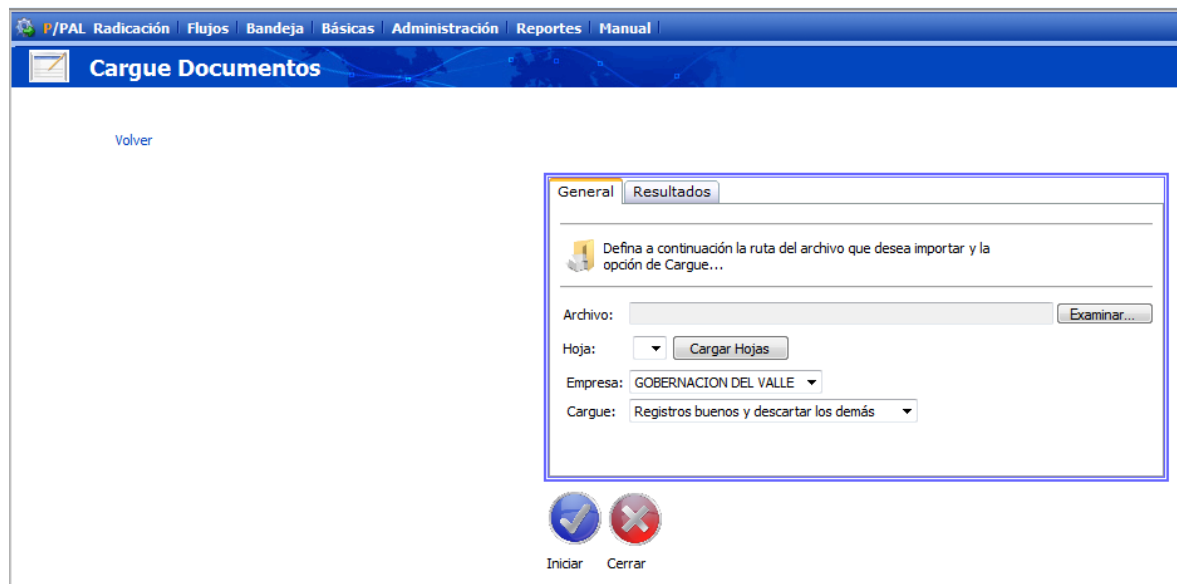 P/PAL Radicación Flujos Bandeja Básicas Administración Reportes Manual
Cargue Documentos
Volver
General Resultados
Defina a continuación la ruta del archivo que desea importar y la
opción de Cargue...
Archivo: Examinar...
Hoja: Cargar Hojas
Empresa: GOBERNACION DEL VALLE
Cargue: Registros buenos y descartar los demás
Iniciar Cerrar